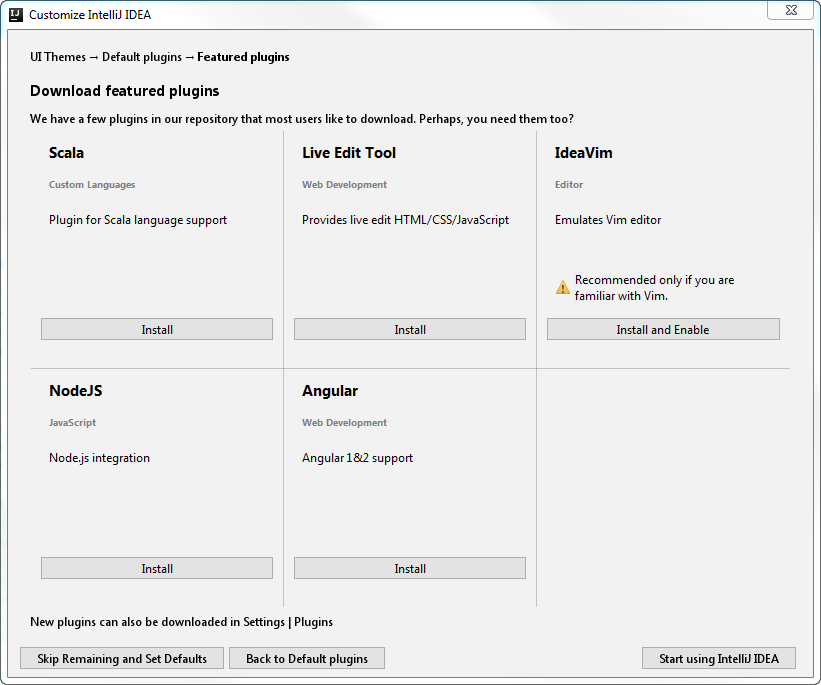 IJ
Customize IntelliJ IDEA
UI Themes → Default plugins → Featured plugins
Download featured plugins
We have a few plugins in our repository that most users like to download. Perhaps, you need them too?
Scala
Custom Languages
Plugin for Scala language support
Install
Live Edit Tool
Web Development
Provides live edit HTML/CSS/JavaScript
Install
IdeaVim
Editor
Emulates Vim editor
Recommended only if you are
familiar with Vim.
Install and Enable
NodeJS
JavaScript
Node.js integration
Install
Angular
Web Development
Angular 1&2 support
Install
New plugins can also be downloaded in Settings | Plugins
Skip Remaining and Set Defaults
Back to Default plugins
Start using IntelliJ IDEA